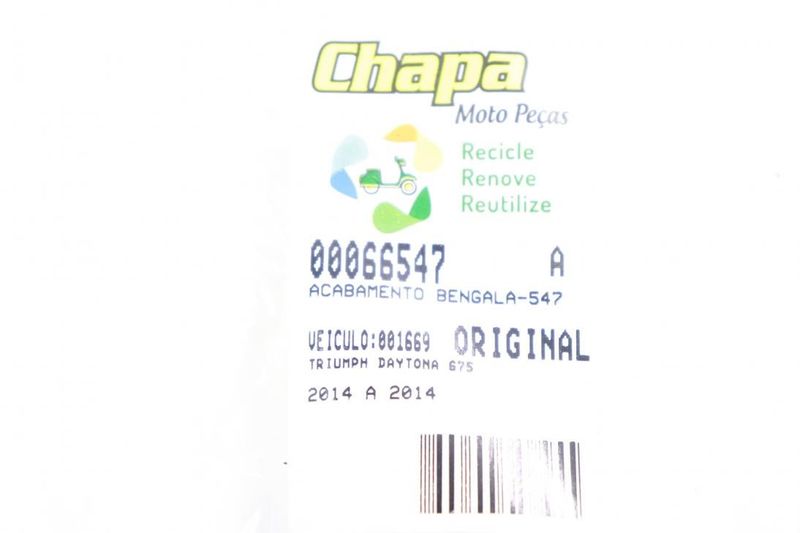 Chapa
Moto Peças
Recicle
Renove
Reutilize
00066547 A
ACABAMENTO BENGALA-547
VEICULO:001669 ORIGINAL
TRIUMPH DAYTONA 675
2014 A 2014